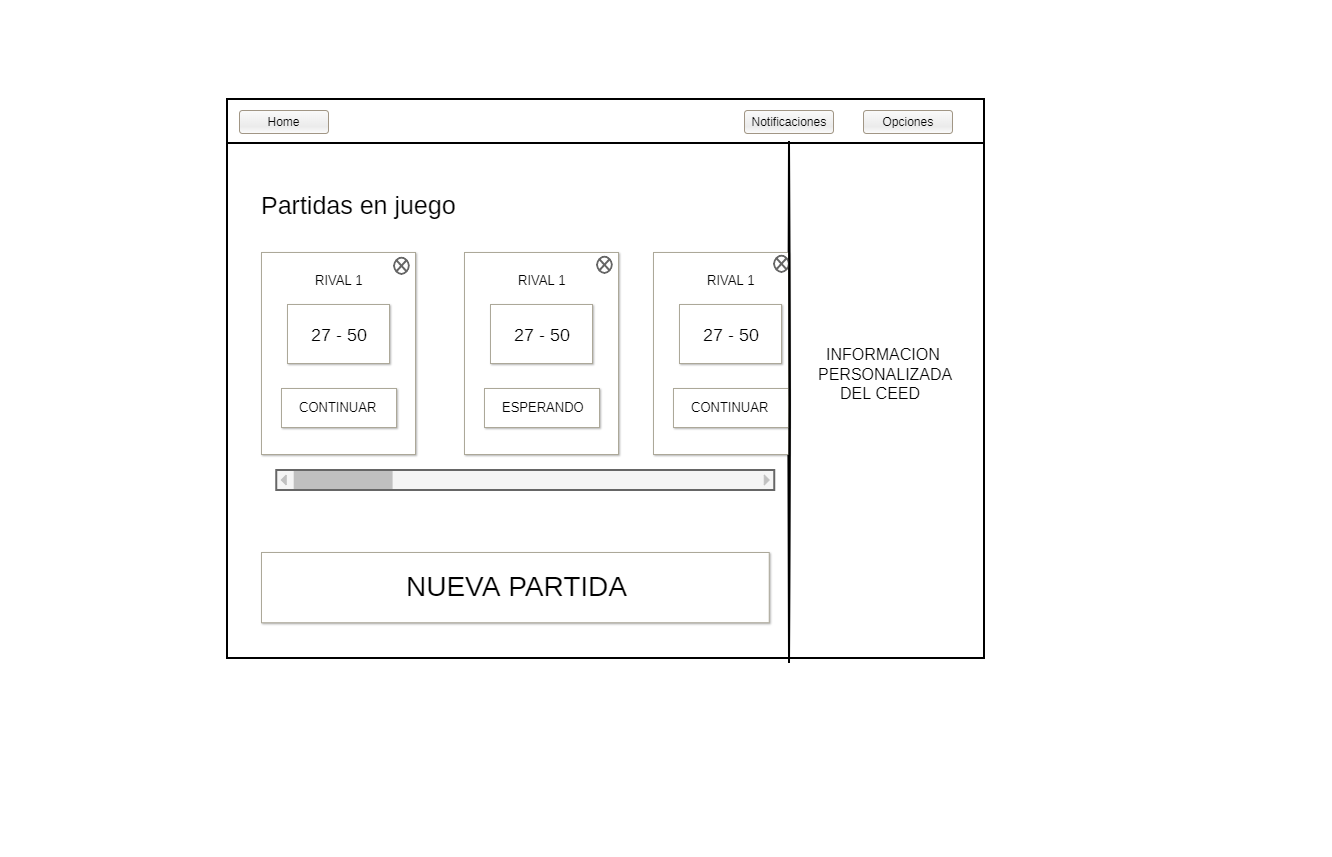 Home
Notificaciones
Opciones
Partidas en juego
RIVAL 1
27 - 50
CONTINUAR
RIVAL 1
27 - 50
ESPERANDO
RIVAL 1
27 - 50
CONTINUAR
NUEVA PARTIDA
INFORMACION
PERSONALIZADA
DEL CEED